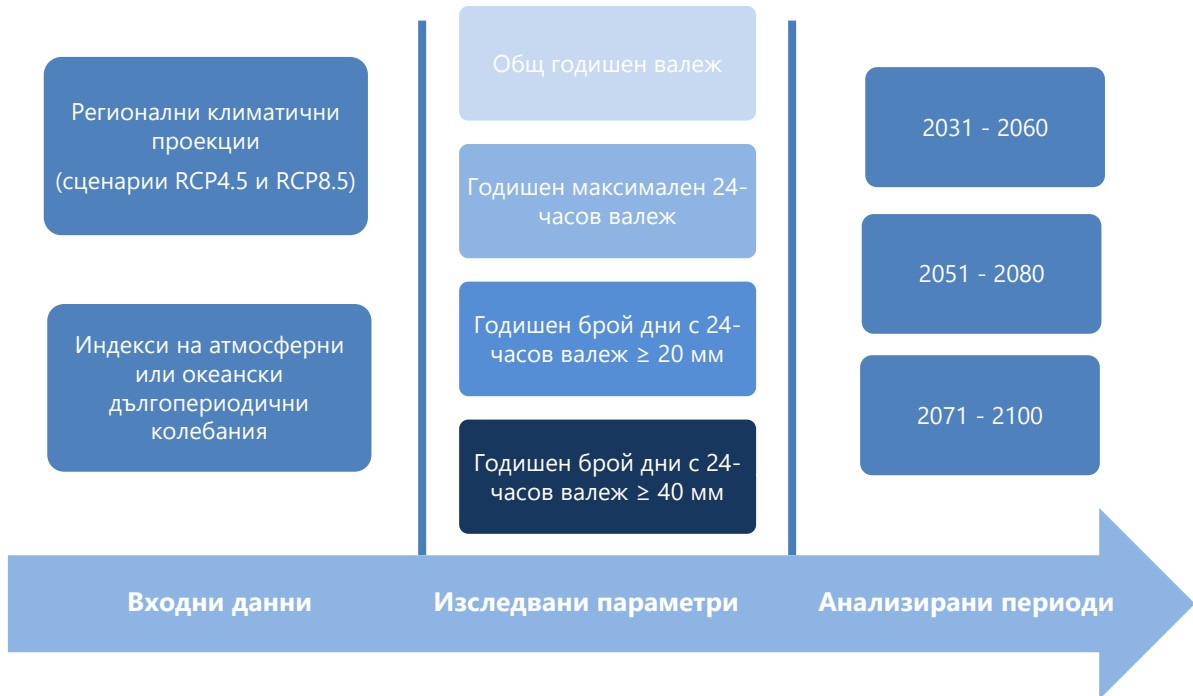 Регионални климатични
проекции
(сценарии RCP4.5 и RCP8.5)
Индекси на атмосферни
или океански
дългопериодични
колебания
Общ годишен валеж
Годишен максимален 24-
часов валеж
Годишен брой дни с 24-
часов валеж ≥ 20 мм
Годишен брой дни с 24-
часов валеж ≥ 40 мм
2031 - 2060
2051 - 2080
2071 - 2100
Входни данни
Изследвани параметри
Анализирани периоди